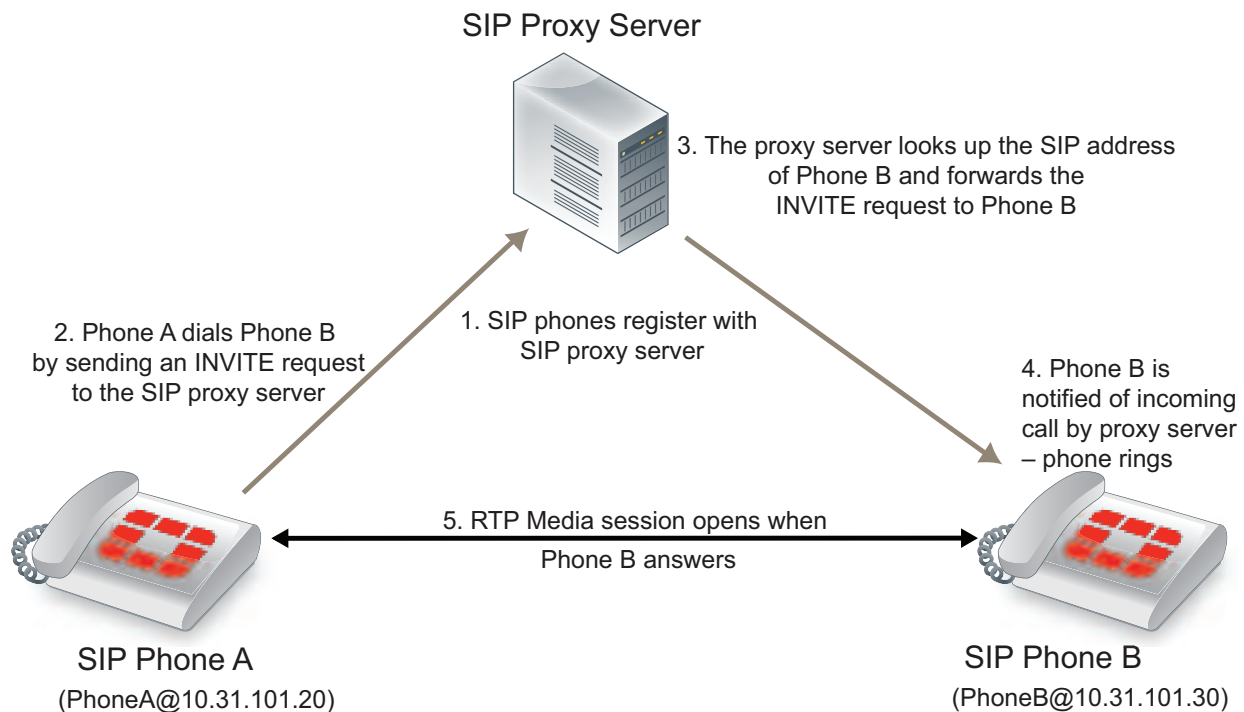 SIP Proxy Server
3. The proxy server looks up the SIP address
of Phone B and forwards the
INVITE request to Phone B
2. Phone A dials Phone B
by sending an INVITE request
to the SIP proxy server
1. SIP phones register with
SIP proxy server
4. Phone B is
notified of incoming
call by proxy server
– phone rings
5. RTP Media session opens when
Phone B answers
SIP Phone A
(PhoneA@10.31.101.20)
SIP Phone B
(PhoneB@10.31.101.30)